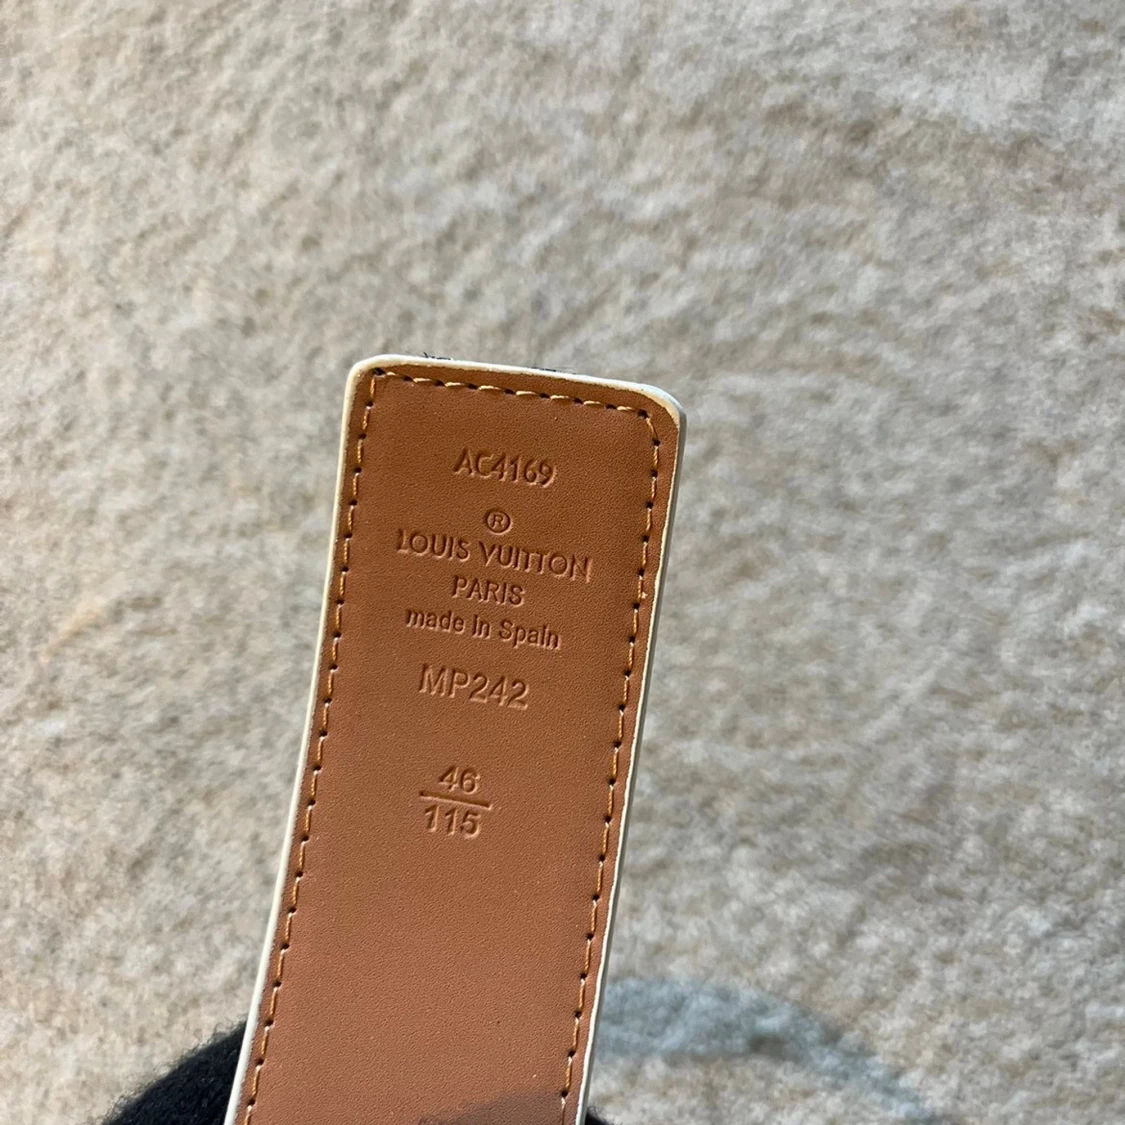 AC4169
®
LOUIS VUITTON
PARIS
made in Spain
MP242
46
115